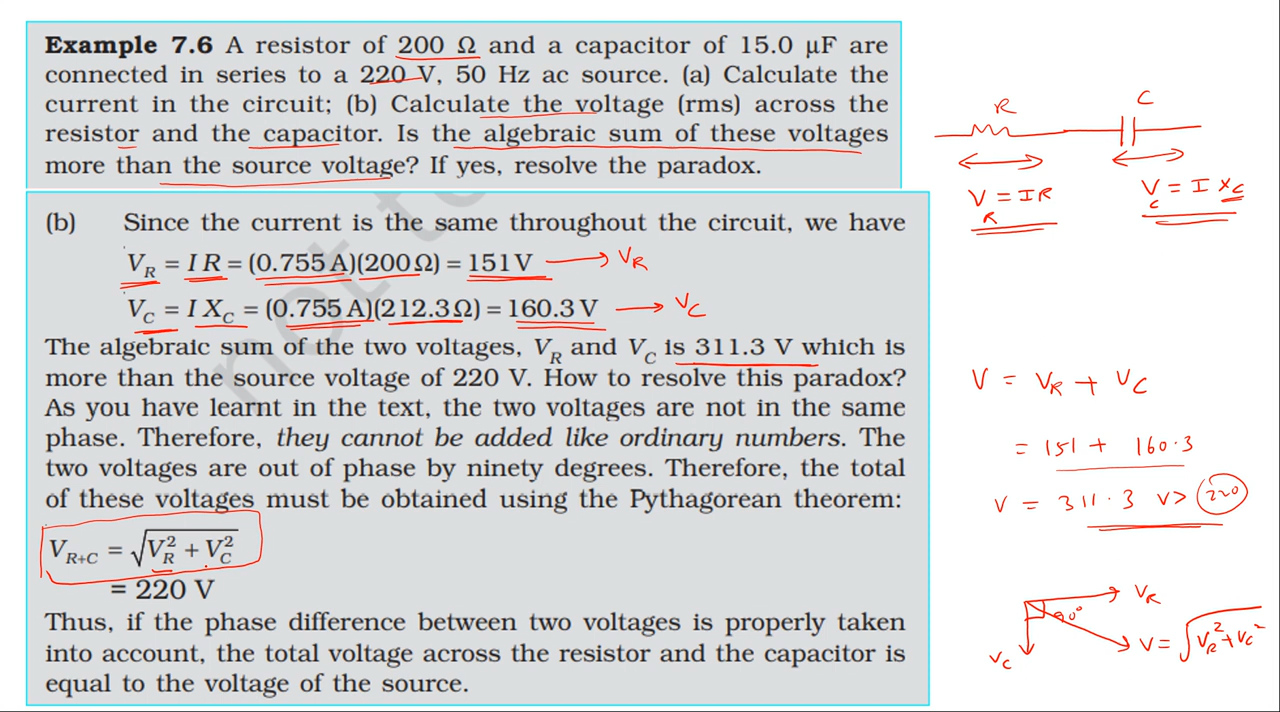 Example 7.6 A resistor of 200 Ω and a capacitor of 15.0 μF are
connected in series to a 220 V, 50 Hz ac source. (a) Calculate the
current in the circuit; (b) Calculate the voltage (rms) across the
resistor and the capacitor. Is the algebraic sum of these voltages
more than the source voltage? If yes, resolve the paradox.
R
C
V_R = IR
V_C = I X_C
(b) Since the current is the same throughout the circuit, we have
V_R = I R = (0.755 A)(200Ω) = 151V → V_R
V_C = I X_C = (0.755 A)(212.3Ω) = 160.3 V → V_C
The algebraic sum of the two voltages, V_R and V_C is 311.3 V which is
more than the source voltage of 220 V. How to resolve this paradox?
As you have learnt in the text, the two voltages are not in the same
phase. Therefore, they cannot be added like ordinary numbers. The
two voltages are out of phase by ninety degrees. Therefore, the total
of these voltages must be obtained using the Pythagorean theorem:
V_R+C = √(V_R² + V_C²)
= 220 V
Thus, if the phase difference between two voltages is properly taken
into account, the total voltage across the resistor and the capacitor is
equal to the voltage of the source.
V = V_R + V_C
= 151 + 160.3
V = 311.3 V > 220
V_R
90°
V_C
V = √(V_R² + V_C²)